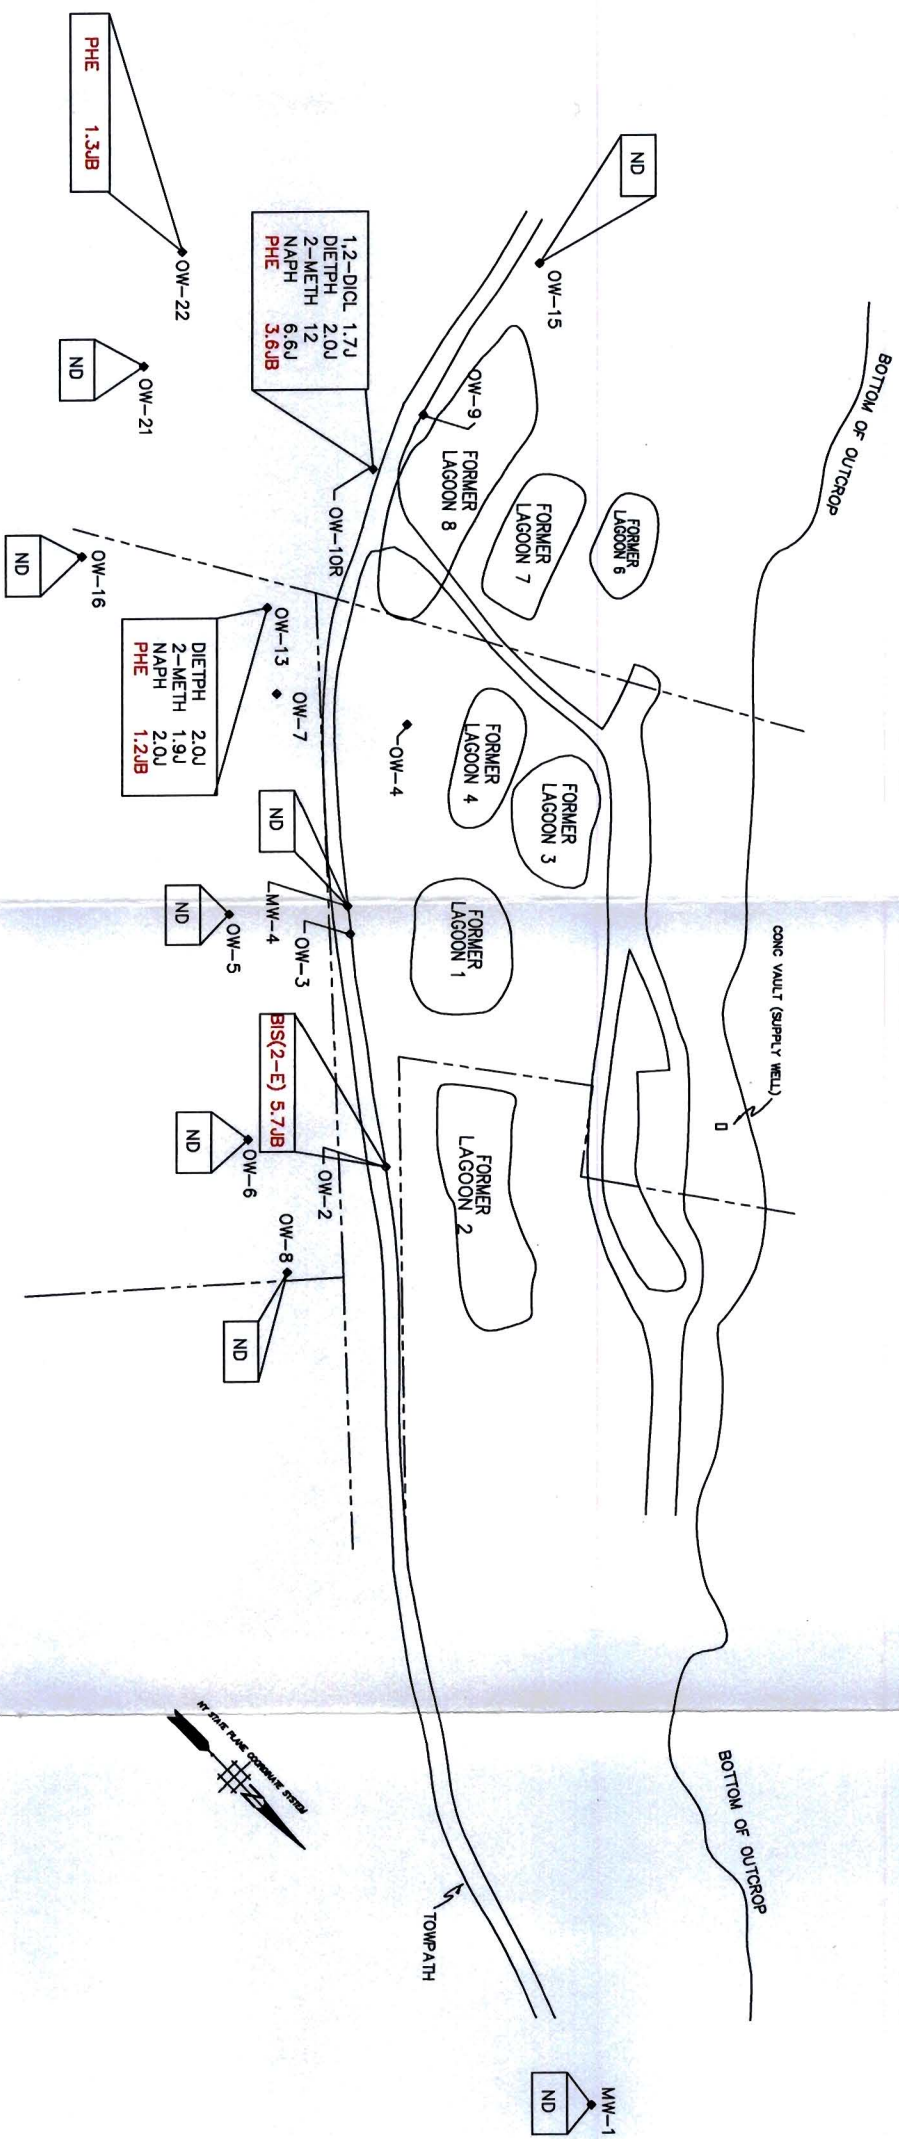 BOTTOM OF OUTCROP
ND
OW-15
FORMER
LAGOON 6
FORMER
LAGOON 7
FORMER
LAGOON 8
OW-9
1,2-DICL 1.7J
DIETPH 2.0J
2-METH 12
NAPH 6.6J
PHE 3.6JB
OW-10R
PHE 1.3JB
OW-22
OW-21
ND
OW-16
ND
OW-13
DIETPH 2.0J
2-METH 1.9J
NAPH 2.0J
PHE 1.2JB
OW-7
OW-4
FORMER
LAGOON 4
FORMER
LAGOON 3
FORMER
LAGOON 1
CONC VAULT (SUPPLY WELL)
ND
MW-4
OW-3
OW-5
ND
BIS(2-E) 5.7JB
OW-2
OW-6
ND
FORMER
LAGOON 2
OW-8
ND
NY STATE PLANE COORDINATE SYSTEM
N
BOTTOM OF OUTCROP
TOWPATH
MW-1
ND